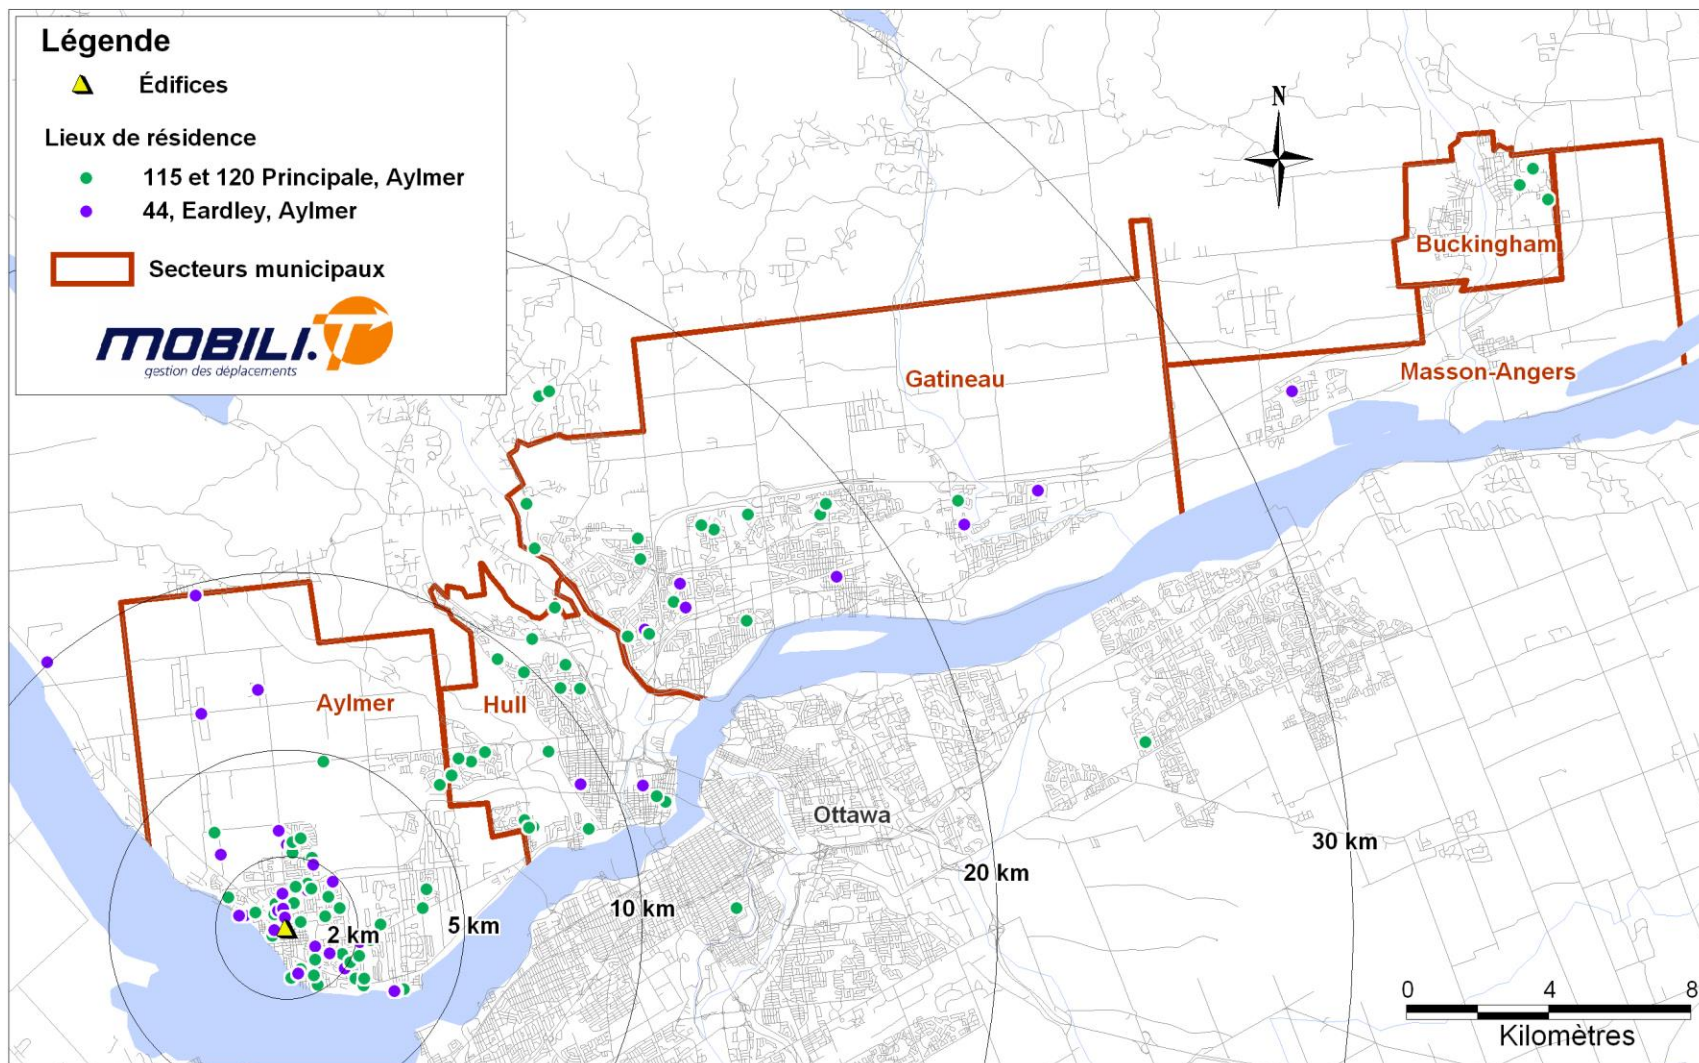 Légende
Édifices
Lieux de résidence
115 et 120 Principale, Aylmer
44, Eardley, Aylmer
Secteurs municipaux
MOBILI.T
gestion des déplacements
N
Buckingham
Masson-Angers
Gatineau
Aylmer
Hull
Ottawa
30 km
20 km
10 km
5 km
2 km
0 4 8
Kilomètres